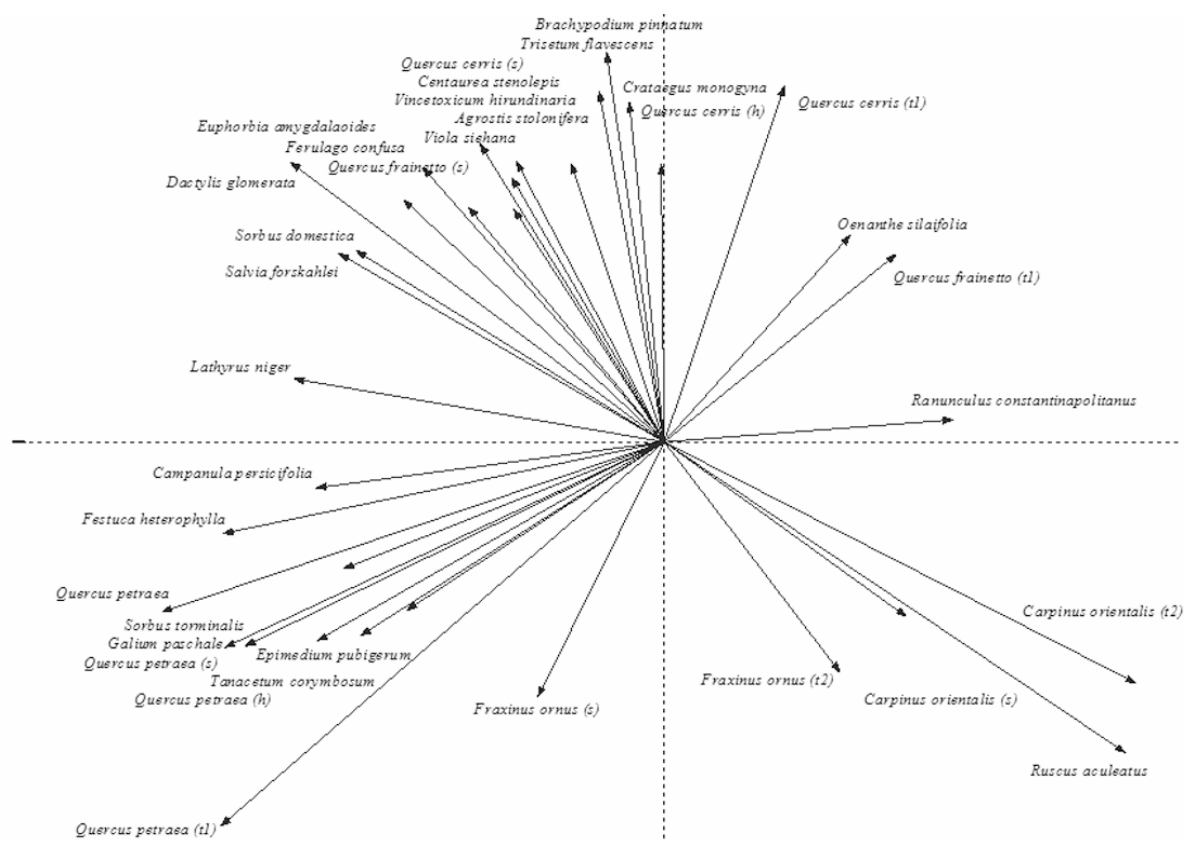 Brachypodium pinnatum
Trisetum flavescens
Quercus cerris (s)
Centaurea stenolepis
Crataegus monogyna
Vincetoxicum hirundinaria
Quercus cerris (t1)
Quercus cerris (h)
Agrostis stolonifera
Euphorbia amygdalaoides
Viola siehana
Ferulago confusa
Quercus frainetto (s)
Dactylis glomerata
Oenanthe silaifolia
Sorbus domestica
Salvia forskahlei
Quercus frainetto (t1)
Lathyrus niger
Ranunculus constantinapolitanus
Campanula persicifolia
Festuca heterophylla
Quercus petraea
Carpinus orientalis (t2)
Sorbus torminalis
Galium paschale
Epimedium pubigerum
Quercus petraea (s)
Tanacetum corymbosum
Fraxinus ornus (t2)
Quercus petraea (h)
Carpinus orientalis (s)
Fraxinus ornus (s)
Ruscus aculeatus
Quercus petraea (t1)